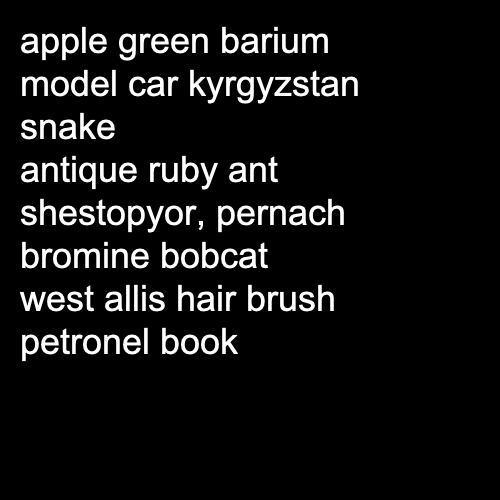 apple green barium
model car kyrgyzstan
snake
antique ruby ant
shestopyor, pernach
bromine bobcat
west allis hair brush
petronel book